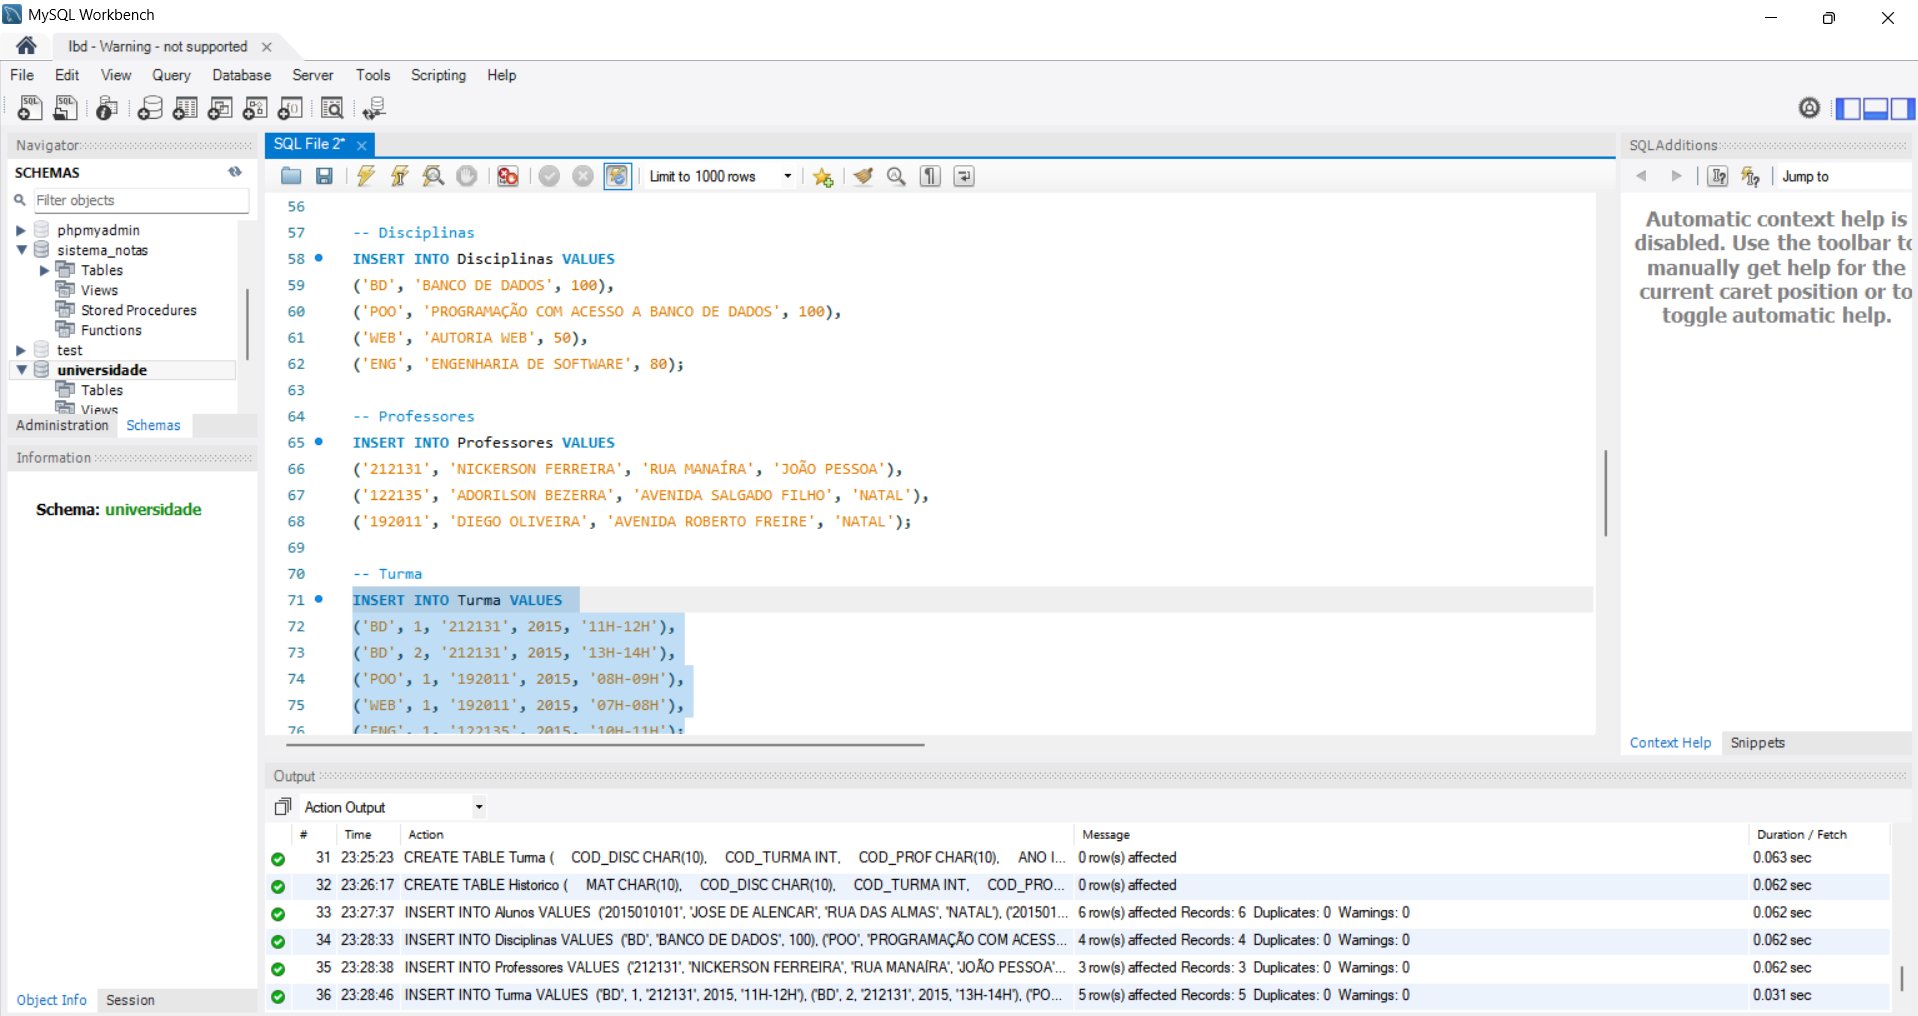 MySQL Workbench
lbd - Warning - not supported
File Edit View Query Database Server Tools Scripting Help
Navigator
SCHEMAS
Filter objects
phpmyadmin
sistema_notas
Tables
Views
Stored Procedures
Functions
test
universidade
Tables
Views
Administration Schemas
Information
Schema: universidade
Object Info Session
SQL File 2*
Limit to 1000 rows
56
57 -- Disciplinas
58 INSERT INTO Disciplinas VALUES
59 ('BD', 'BANCO DE DADOS', 100),
60 ('POO', 'PROGRAMAÇÃO COM ACESSO A BANCO DE DADOS', 100),
61 ('WEB', 'AUTORIA WEB', 50),
62 ('ENG', 'ENGENHARIA DE SOFTWARE', 80);
63
64 -- Professores
65 INSERT INTO Professores VALUES
66 ('212131', 'NICKERSON FERREIRA', 'RUA MANAÍRA', 'JOÃO PESSOA'),
67 ('122135', 'ADORILSON BEZERRA', 'AVENIDA SALGADO FILHO', 'NATAL'),
68 ('192011', 'DIEGO OLIVEIRA', 'AVENIDA ROBERTO FREIRE', 'NATAL');
69
70 -- Turma
71 INSERT INTO Turma VALUES
72 ('BD', 1, '212131', 2015, '11H-12H'),
73 ('BD', 2, '212131', 2015, '13H-14H'),
74 ('POO', 1, '192011', 2015, '08H-09H'),
75 ('WEB', 1, '192011', 2015, '07H-08H'),
76 ('ENG', 1, '122135', 2015, '10H-11H');
SQLAdditions
Jump to
Automatic context help is
disabled. Use the toolbar to
manually get help for the
current caret position or to
toggle automatic help.
Context Help Snippets
Output
Action Output
# Time Action Message Duration / Fetch
31 23:25:23 CREATE TABLE Turma ( COD_DISC CHAR(10), COD_TURMA INT, COD_PROF CHAR(10), ANO I... 0 row(s) affected 0.063 sec
32 23:26:17 CREATE TABLE Historico ( MAT CHAR(10), COD_DISC CHAR(10), COD_TURMA INT, COD_PRO... 0 row(s) affected 0.062 sec
33 23:27:37 INSERT INTO Alunos VALUES ('2015010101', 'JOSE DE ALENCAR', 'RUA DAS ALMAS', 'NATAL'), ('201501... 6 row(s) affected Records: 6 Duplicates: 0 Warnings: 0 0.062 sec
34 23:28:33 INSERT INTO Disciplinas VALUES ('BD', 'BANCO DE DADOS', 100), ('POO', 'PROGRAMAÇÃO COM ACESS... 4 row(s) affected Records: 4 Duplicates: 0 Warnings: 0 0.062 sec
35 23:28:38 INSERT INTO Professores VALUES ('212131', 'NICKERSON FERREIRA', 'RUA MANAÍRA', 'JOÃO PESSOA'... 3 row(s) affected Records: 3 Duplicates: 0 Warnings: 0 0.062 sec
36 23:28:46 INSERT INTO Turma VALUES ('BD', 1, '212131', 2015, '11H-12H'), ('BD', 2, '212131', 2015, '13H-14H'), ('PO... 5 row(s) affected Records: 5 Duplicates: 0 Warnings: 0 0.031 sec